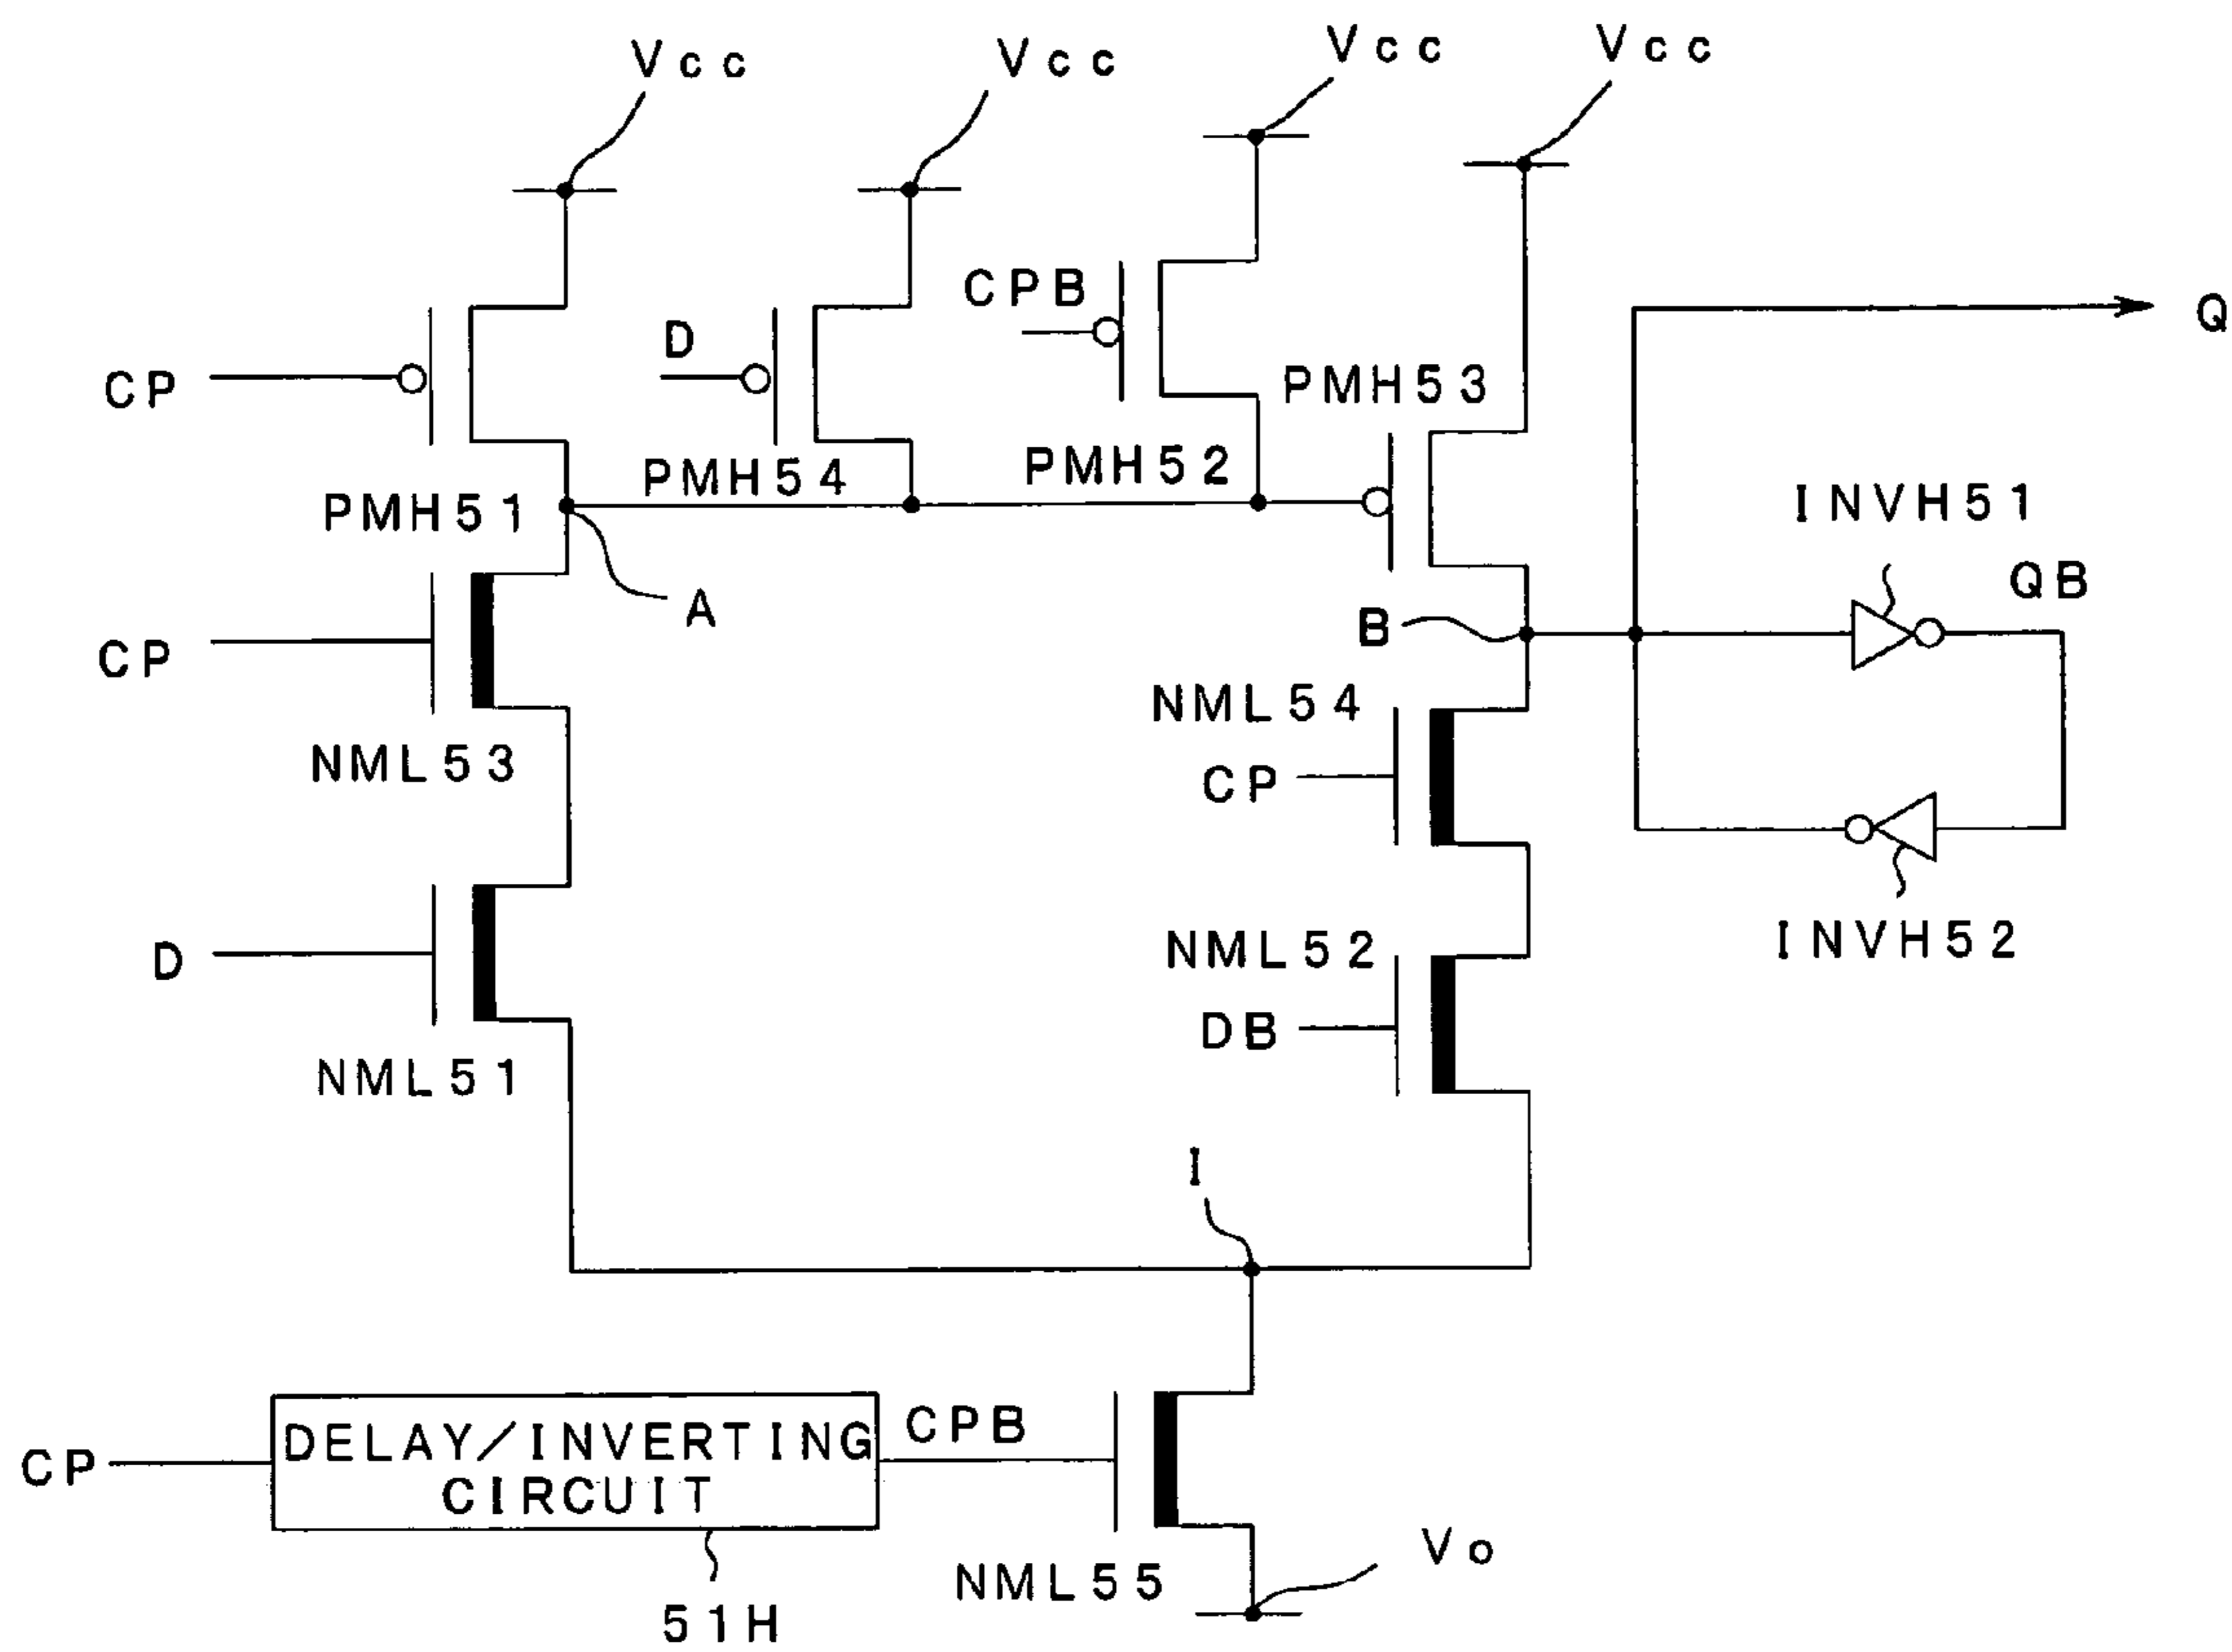 Vcc
Vcc
Vcc
Vcc
CPB
D
Q
CP
PMH53
PMH54
PMH52
PMH51
INVH51
QB
A
B
CP
NML54
NML53
CP
INVH52
NML52
D
DB
NML51
I
CPB
DELAY/INVERTING
CIRCUIT
CP
Vo
NML55
51H